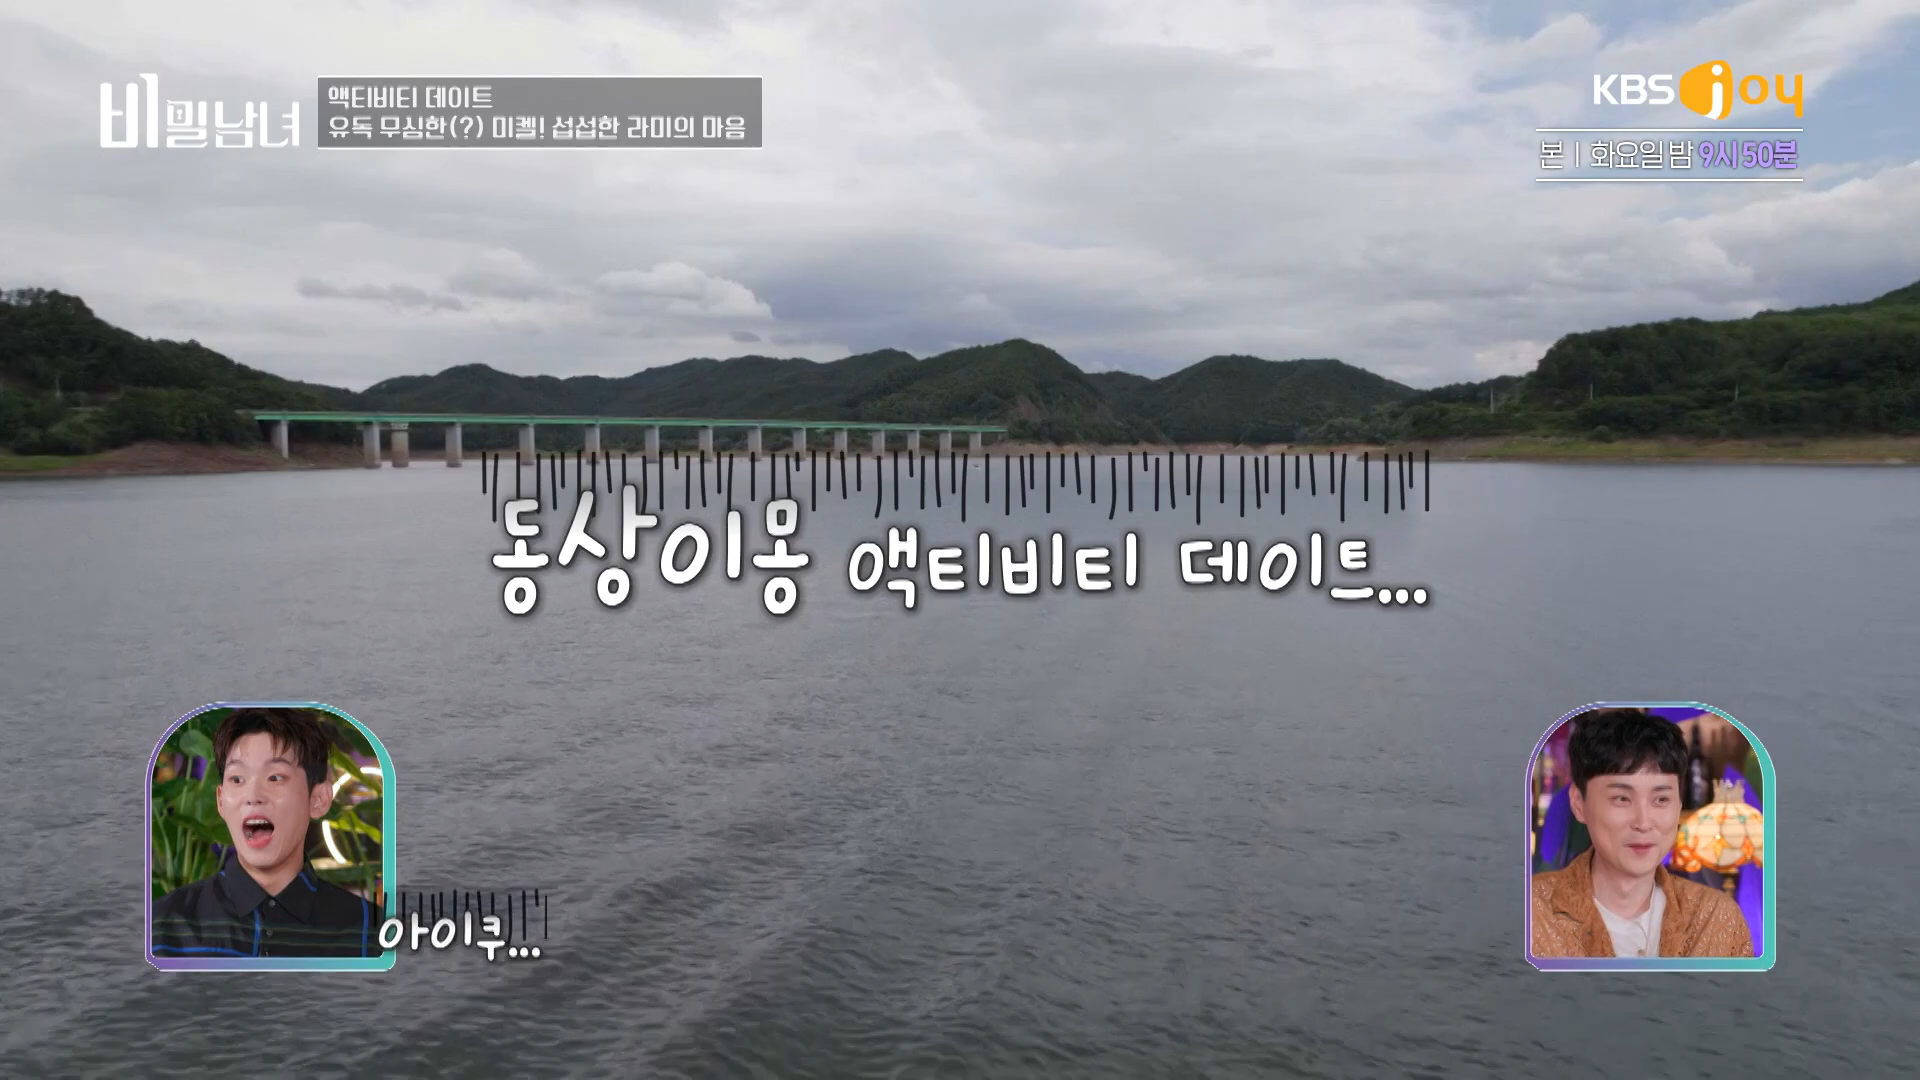 비밀남녀
액티비티 데이트
유독 무심한(?) 미켈! 섭섭한 라미의 마음
KBS joy
본 | 화요일 밤 9시 50분
동상이몽 액티비티 데이트...
아이쿠...